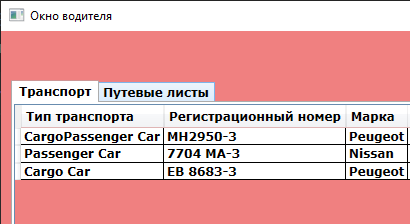 Окно водителя
Транспорт Путевые листы
Тип транспорта Регистрационный номер Марка
CargoPassenger Car MH2950-3 Peugeot
Passenger Car 7704 MA-3 Nissan
Cargo Car EB 8683-3 Peugeot